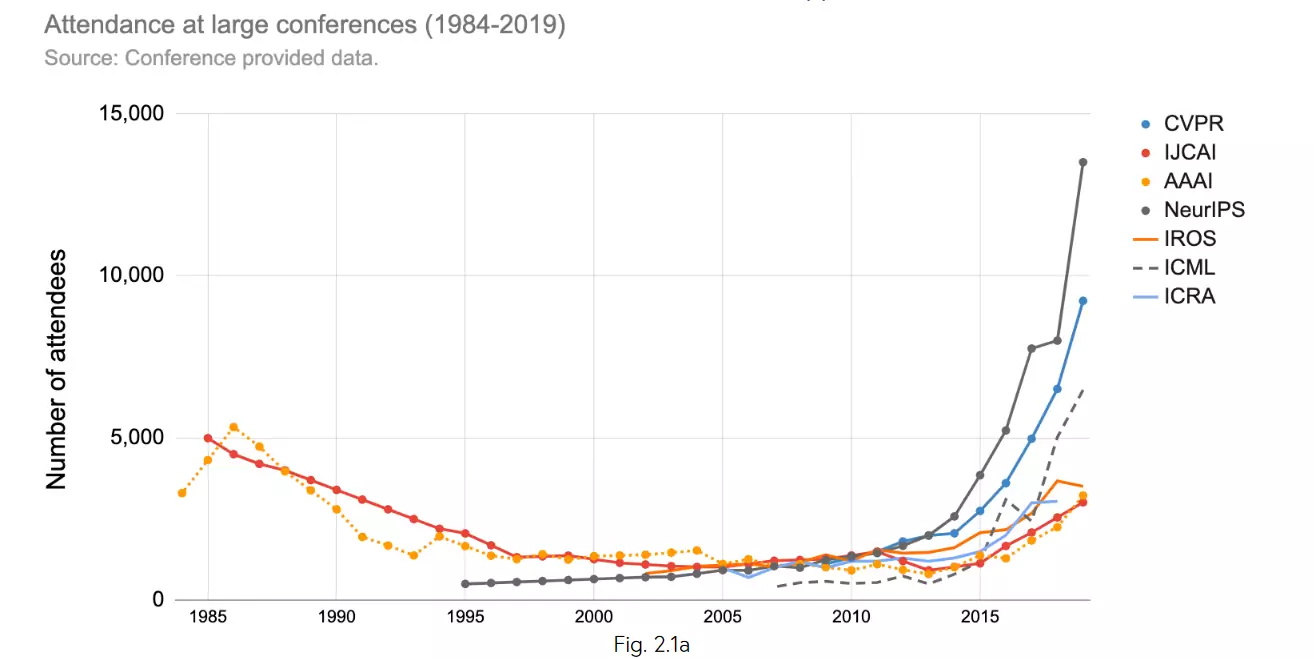 Attendance at large conferences (1984-2019)
Source: Conference provided data.
15,000
10,000
5,000
0
Number of attendees
1985 1990 1995 2000 2005 2010 2015
CVPR
IJCAI
AAAI
NeurIPS
IROS
ICML
ICRA
Fig. 2.1a